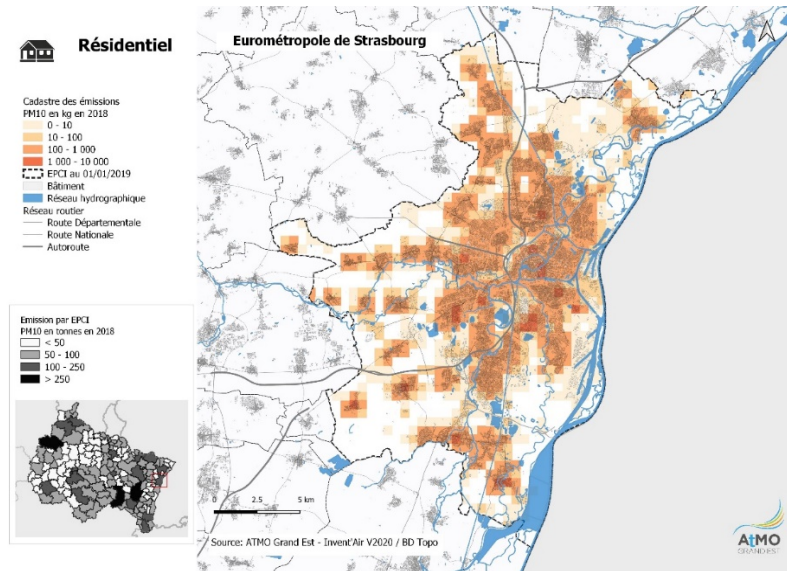 Résidentiel
Eurométropole de Strasbourg
Cadastre des émissions
PM10 en kg en 2018
0 - 10
10 - 100
100 - 1 000
1 000 - 10 000
EPCI au 01/01/2019
Bâtiment
Réseau hydrographique
Réseau routier
Route Départementale
Route Nationale
Autoroute
Emission par EPCI
PM10 en tonnes en 2018
< 50
50 - 100
100 - 250
> 250
0 2.5 5 km
Source: ATMO Grand Est - Invent'Air V2020 / BD Topo
AtMO
GRAND EST